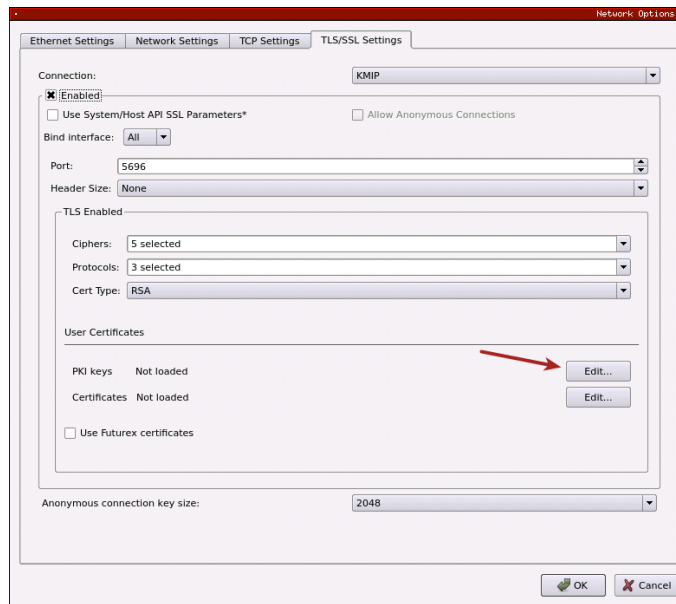 Network Options
Ethernet Settings Network Settings TCP Settings TLS/SSL Settings
Connection: KMIP
Enabled
Use System/Host API SSL Parameters* Allow Anonymous Connections
Bind interface: All
Port: 5696
Header Size: None
TLS Enabled
Ciphers: 5 selected
Protocols: 3 selected
Cert Type: RSA
User Certificates
PKI keys Not loaded Edit...
Certificates Not loaded Edit...
Use Futurex certificates
Anonymous connection key size: 2048
OK Cancel